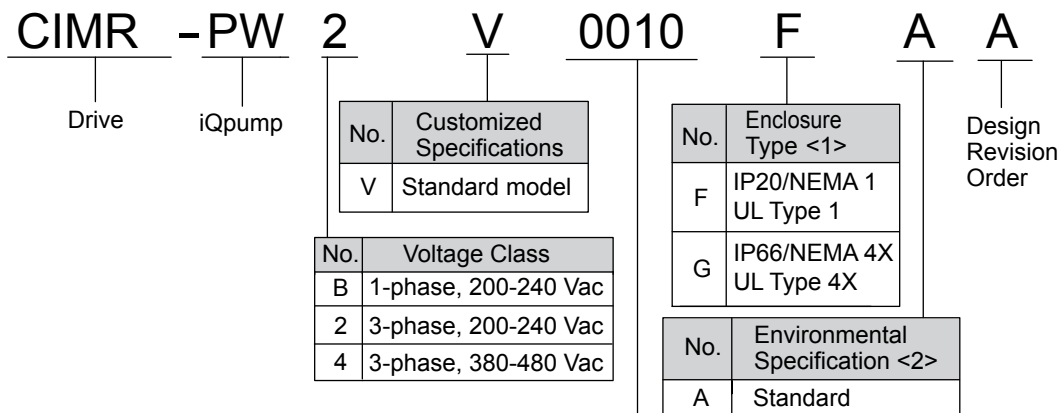 CIMR -PW 2 V 0010 F A A
Drive
iQpump
No. Customized Specifications
V Standard model
No. Voltage Class
B 1-phase, 200-240 Vac
2 3-phase, 200-240 Vac
4 3-phase, 380-480 Vac
No. Enclosure Type <1>
F IP20/NEMA 1 UL Type 1
G IP66/NEMA 4X UL Type 4X
No. Environmental Specification <2>
A Standard
Design
Revision
Order